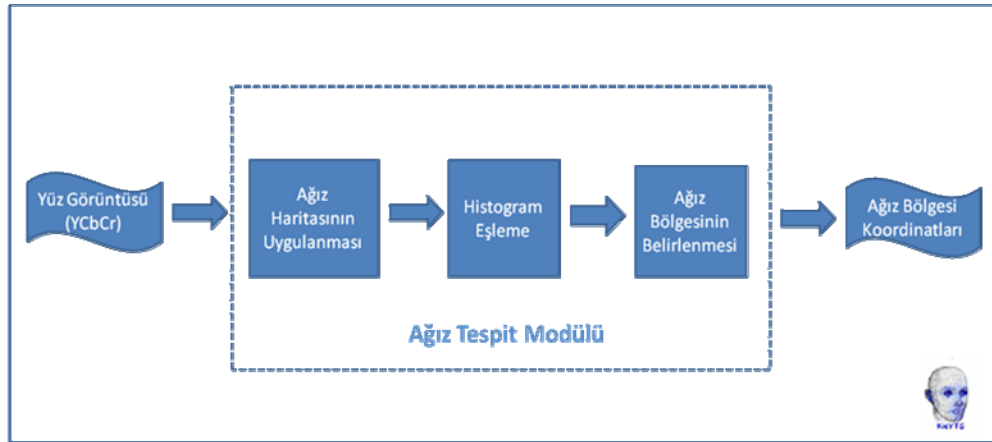 Yüz Görüntüsü
(YCbCr)
Ağız
Haritasının
Uygulanması
Histogram
Eşleme
Ağız
Bölgesinin
Belirlenmesi
Ağız Bölgesi
Koordinatları
Ağız Tespit Modülü